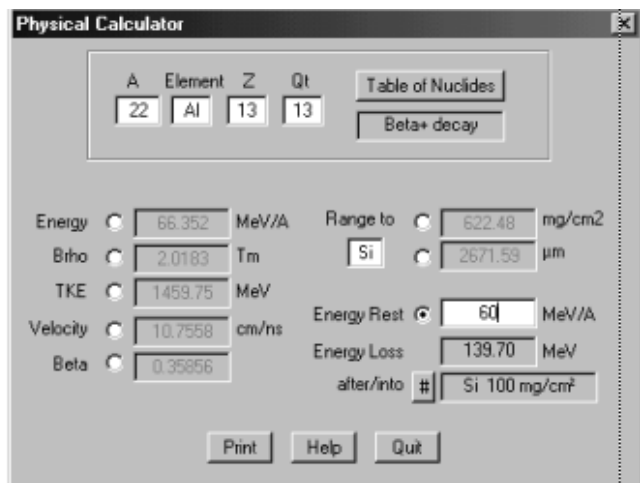 Physical Calculator
A Element Z Qt
22 Al 13 13
Table of Nuclides
Beta+ decay
Energy 66.352 MeV/A
Brho 2.0183 Tm
TKE 1459.75 MeV
Velocity 10.7558 cm/ns
Beta 0.35856
Range to 622.48 mg/cm2
Si 2671.59 µm
Energy Rest 60 MeV/A
Energy Loss 139.70 MeV
after/into # Si 100 mg/cm²
Print Help Quit